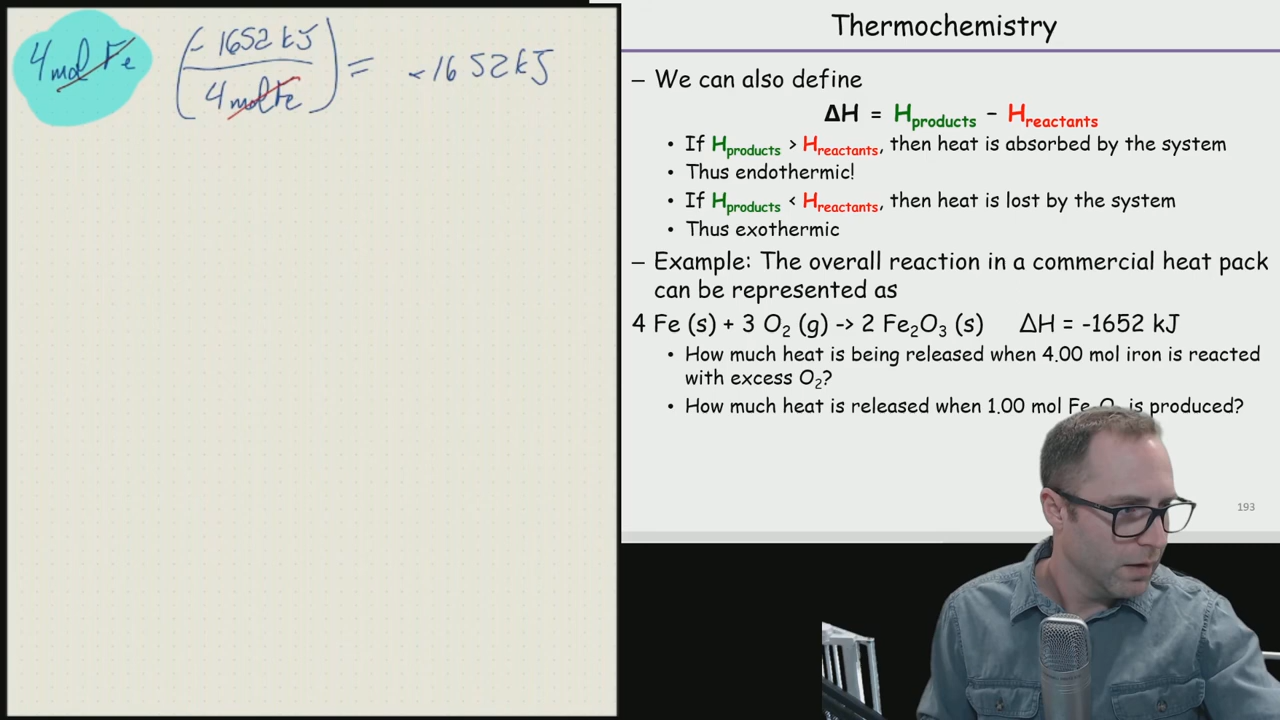 4 mol Fe (-1652 kJ / 4 mol Fe) = -1652 kJ
Thermochemistry
– We can also define
ΔH = Hproducts – Hreactants
• If Hproducts > Hreactants, then heat is absorbed by the system
• Thus endothermic!
• If Hproducts < Hreactants, then heat is lost by the system
• Thus exothermic
– Example: The overall reaction in a commercial heat pack
can be represented as
4 Fe (s) + 3 O2 (g) -> 2 Fe2O3 (s) ΔH = -1652 kJ
• How much heat is being released when 4.00 mol iron is reacted
with excess O2?
• How much heat is released when 1.00 mol Fe2O3 is produced?
193